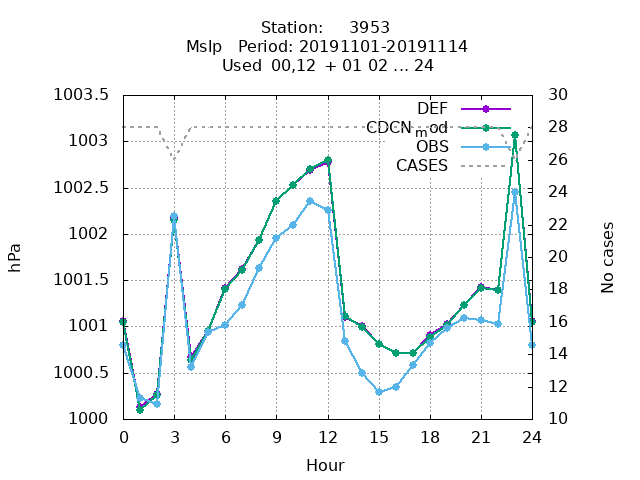 Station:     3953
Mslp   Period: 20191101-20191114
Used  00,12  + 01 02 ... 24
1003.5
1003
1002.5
1002
1001.5
1001
1000.5
1000
hPa
DEF
CDCN_mod
OBS
CASES
30
28
26
24
22
20
18
16
14
12
10
No cases
0 3 6 9 12 15 18 21 24
Hour